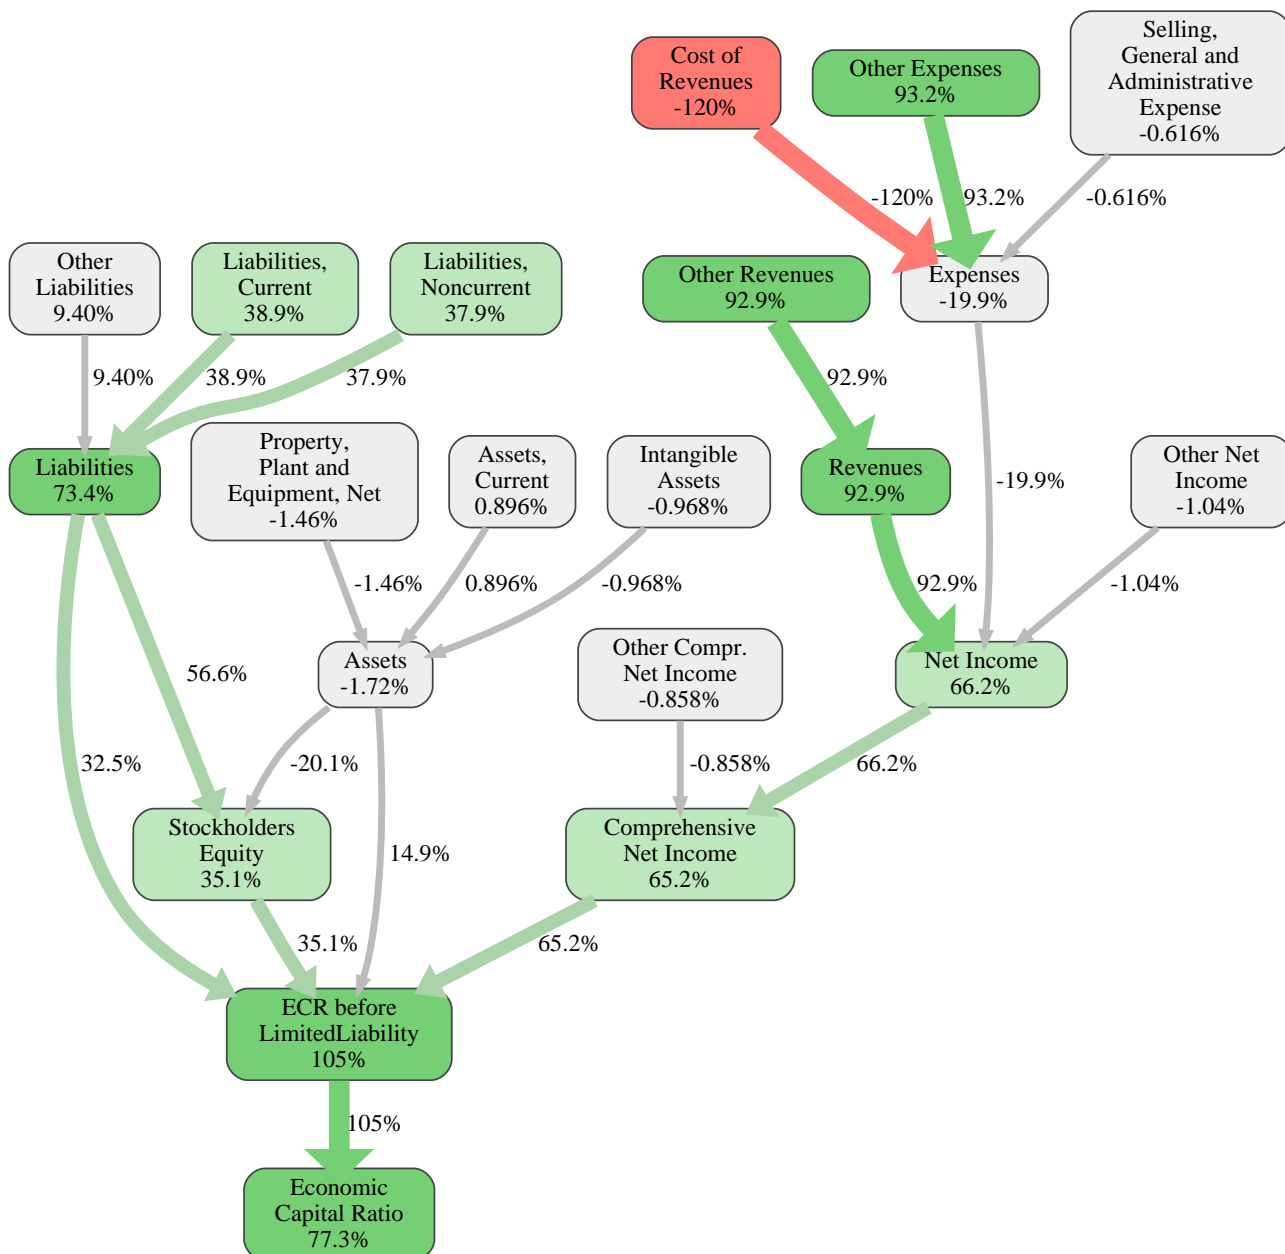 Cost of
Revenues
-120%
Other Expenses
93.2%
Selling,
General and
Administrative
Expense
-0.616%
-120%
93.2%
-0.616%
Other
Liabilities
9.40%
Liabilities,
Current
38.9%
Liabilities,
Noncurrent
37.9%
Other Revenues
92.9%
Expenses
-19.9%
9.40%
38.9%
37.9%
92.9%
Liabilities
73.4%
Property,
Plant and
Equipment, Net
-1.46%
Assets,
Current
0.896%
Intangible
Assets
-0.968%
Revenues
92.9%
-19.9%
Other Net
Income
-1.04%
-1.46%
0.896%
-0.968%
92.9%
-1.04%
56.6%
Assets
-1.72%
Other Compr.
Net Income
-0.858%
Net Income
66.2%
32.5%
-20.1%
-0.858%
66.2%
Stockholders
Equity
35.1%
14.9%
Comprehensive
Net Income
65.2%
35.1%
65.2%
ECR before
LimitedLiability
105%
105%
Economic
Capital Ratio
77.3%